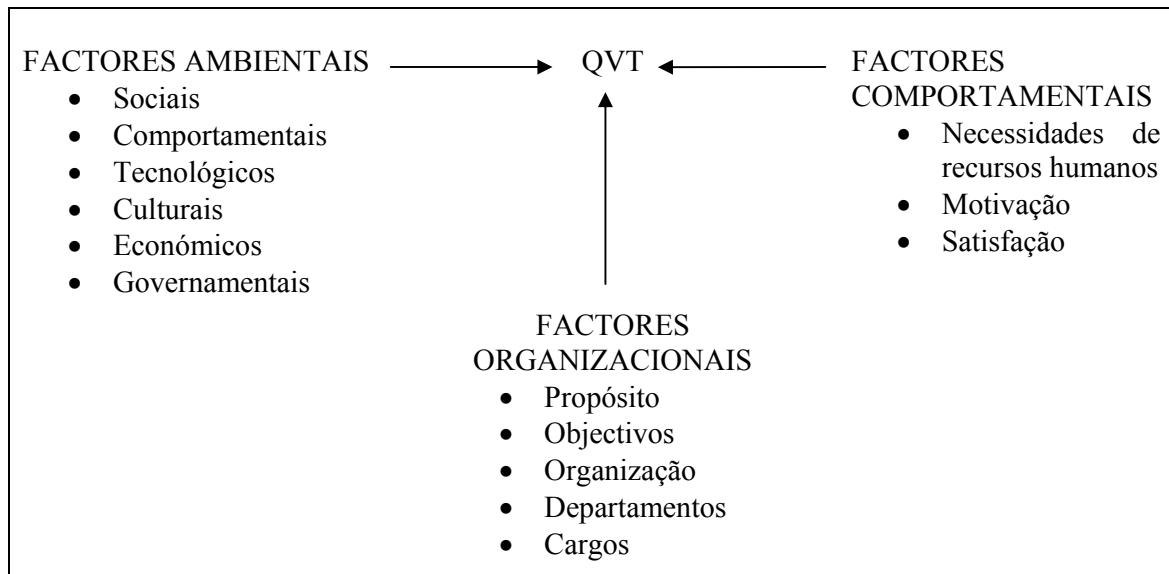 FACTORES AMBIENTAIS
• Sociais
• Comportamentais
• Tecnológicos
• Culturais
• Económicos
• Governamentais
QVT
FACTORES
COMPORTAMENTAIS
• Necessidades de
recursos humanos
• Motivação
• Satisfação
FACTORES
ORGANIZACIONAIS
• Propósito
• Objectivos
• Organização
• Departamentos
• Cargos